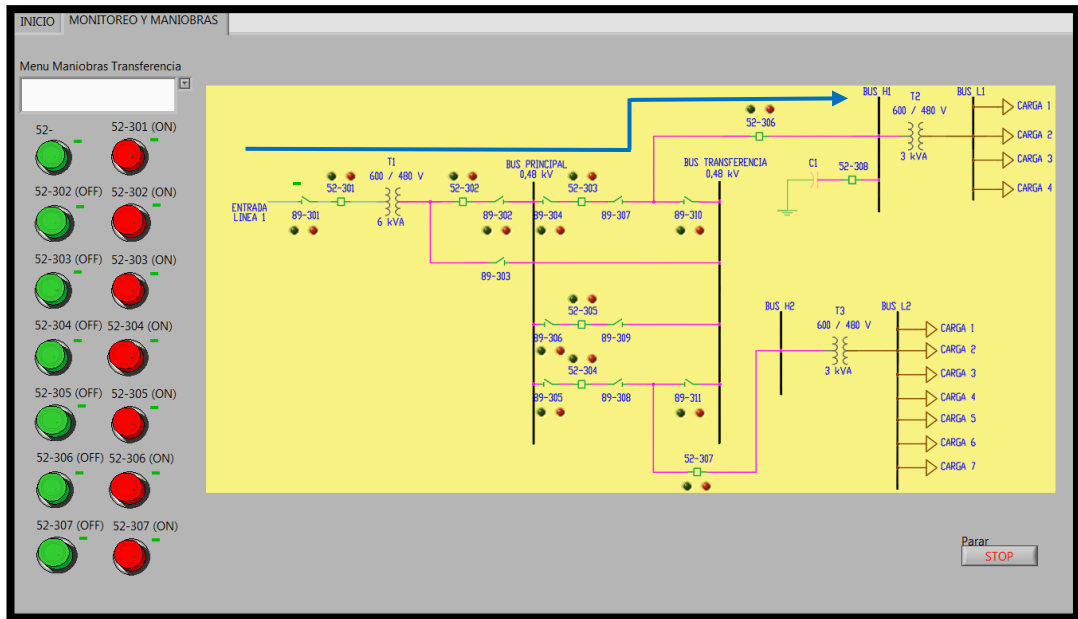 INICIO MONITOREO Y MANIOBRAS
Menu Maniobras Transferencia
52- 52-301 (ON)
52-302 (OFF) 52-302 (ON)
52-303 (OFF) 52-303 (ON)
52-304 (OFF) 52-304 (ON)
52-305 (OFF) 52-305 (ON)
52-306 (OFF) 52-306 (ON)
52-307 (OFF) 52-307 (ON)
BUS H1 T2 BUS L1
600 / 480 V
3 kVA
CARGA 1
CARGA 2
CARGA 3
CARGA 4
52-306
C1 52-308
T1
600 / 480 V
6 kVA
BUS PRINCIPAL
0,48 kV
BUS TRANSFERENCIA
0,48 kV
52-301 52-302 52-303
ENTRADA
LINEA 1
89-301 89-302 89-304 89-307 89-310
89-303
52-305
89-306 89-309
52-304
89-305 89-308 89-311
52-307
BUS H2 T3 BUS L2
600 / 480 V
3 kVA
CARGA 1
CARGA 2
CARGA 3
CARGA 4
CARGA 5
CARGA 6
CARGA 7
Parar
STOP